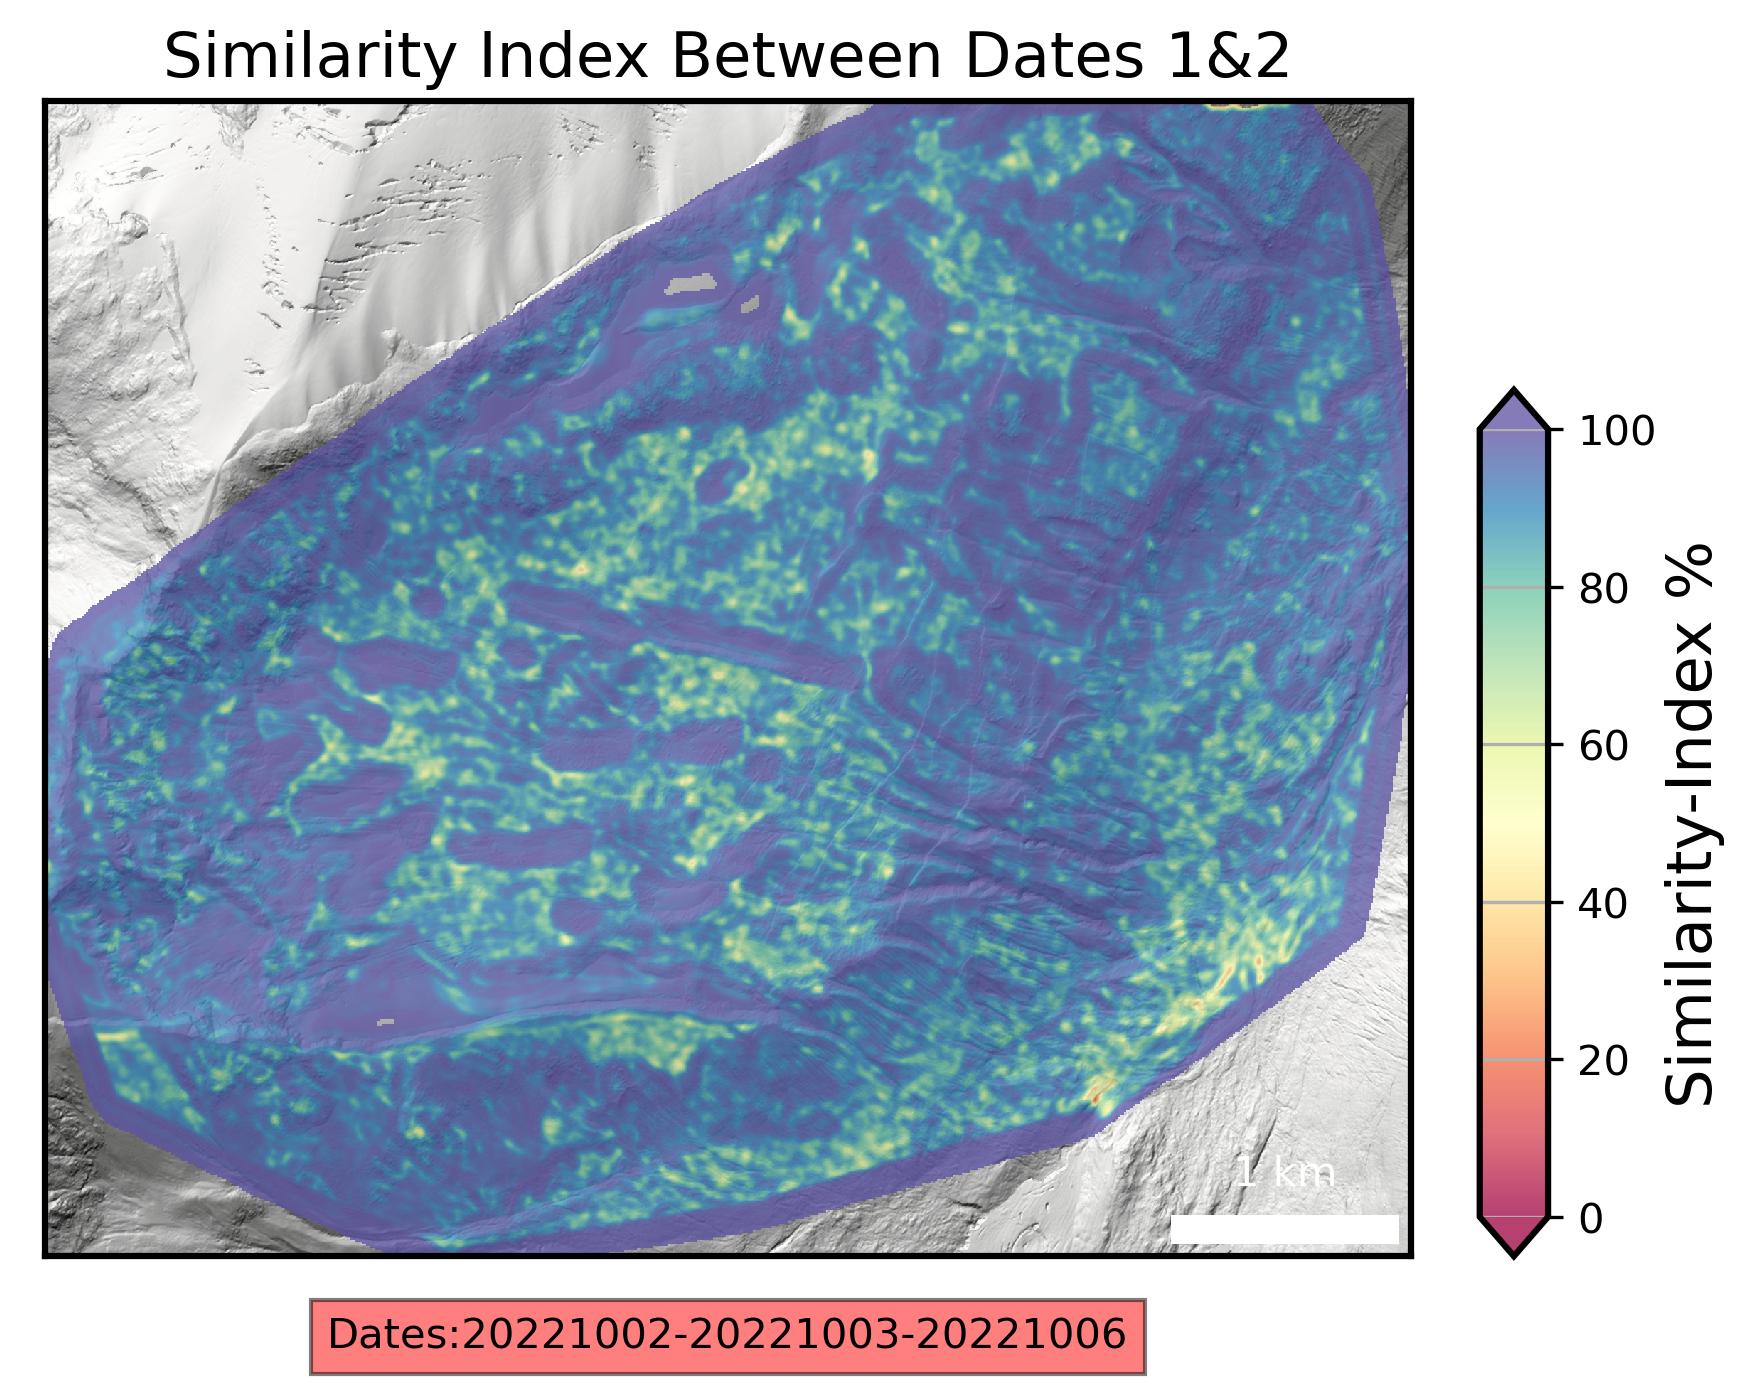 Similarity Index Between Dates 1&2
100
80
60
40
20
0
Similarity-Index %
1 km
Dates:20221002-20221003-20221006